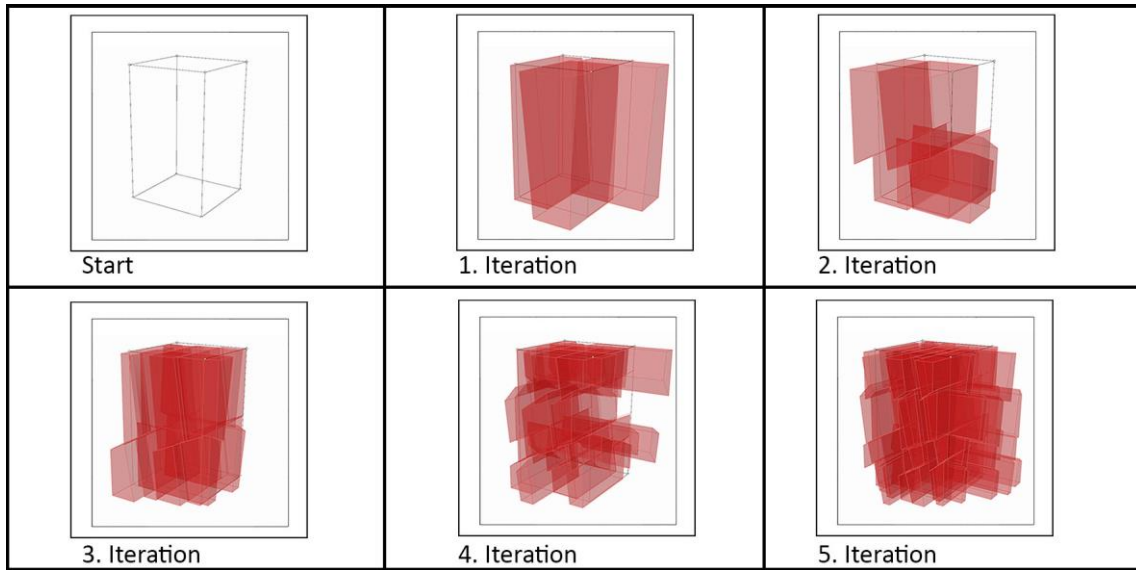 Start
1. Iteration
2. Iteration
3. Iteration
4. Iteration
5. Iteration